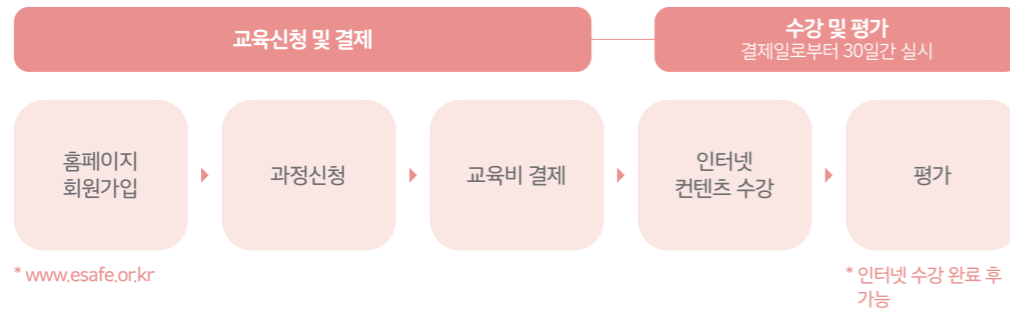 교육신청 및 결제
수강 및 평가
결제일로부터 30일간 실시
홈페이지
회원가입
과정신청
교육비 결제
인터넷
컨텐츠 수강
평가
* www.esafe.or.kr
* 인터넷 수강 완료 후
가능